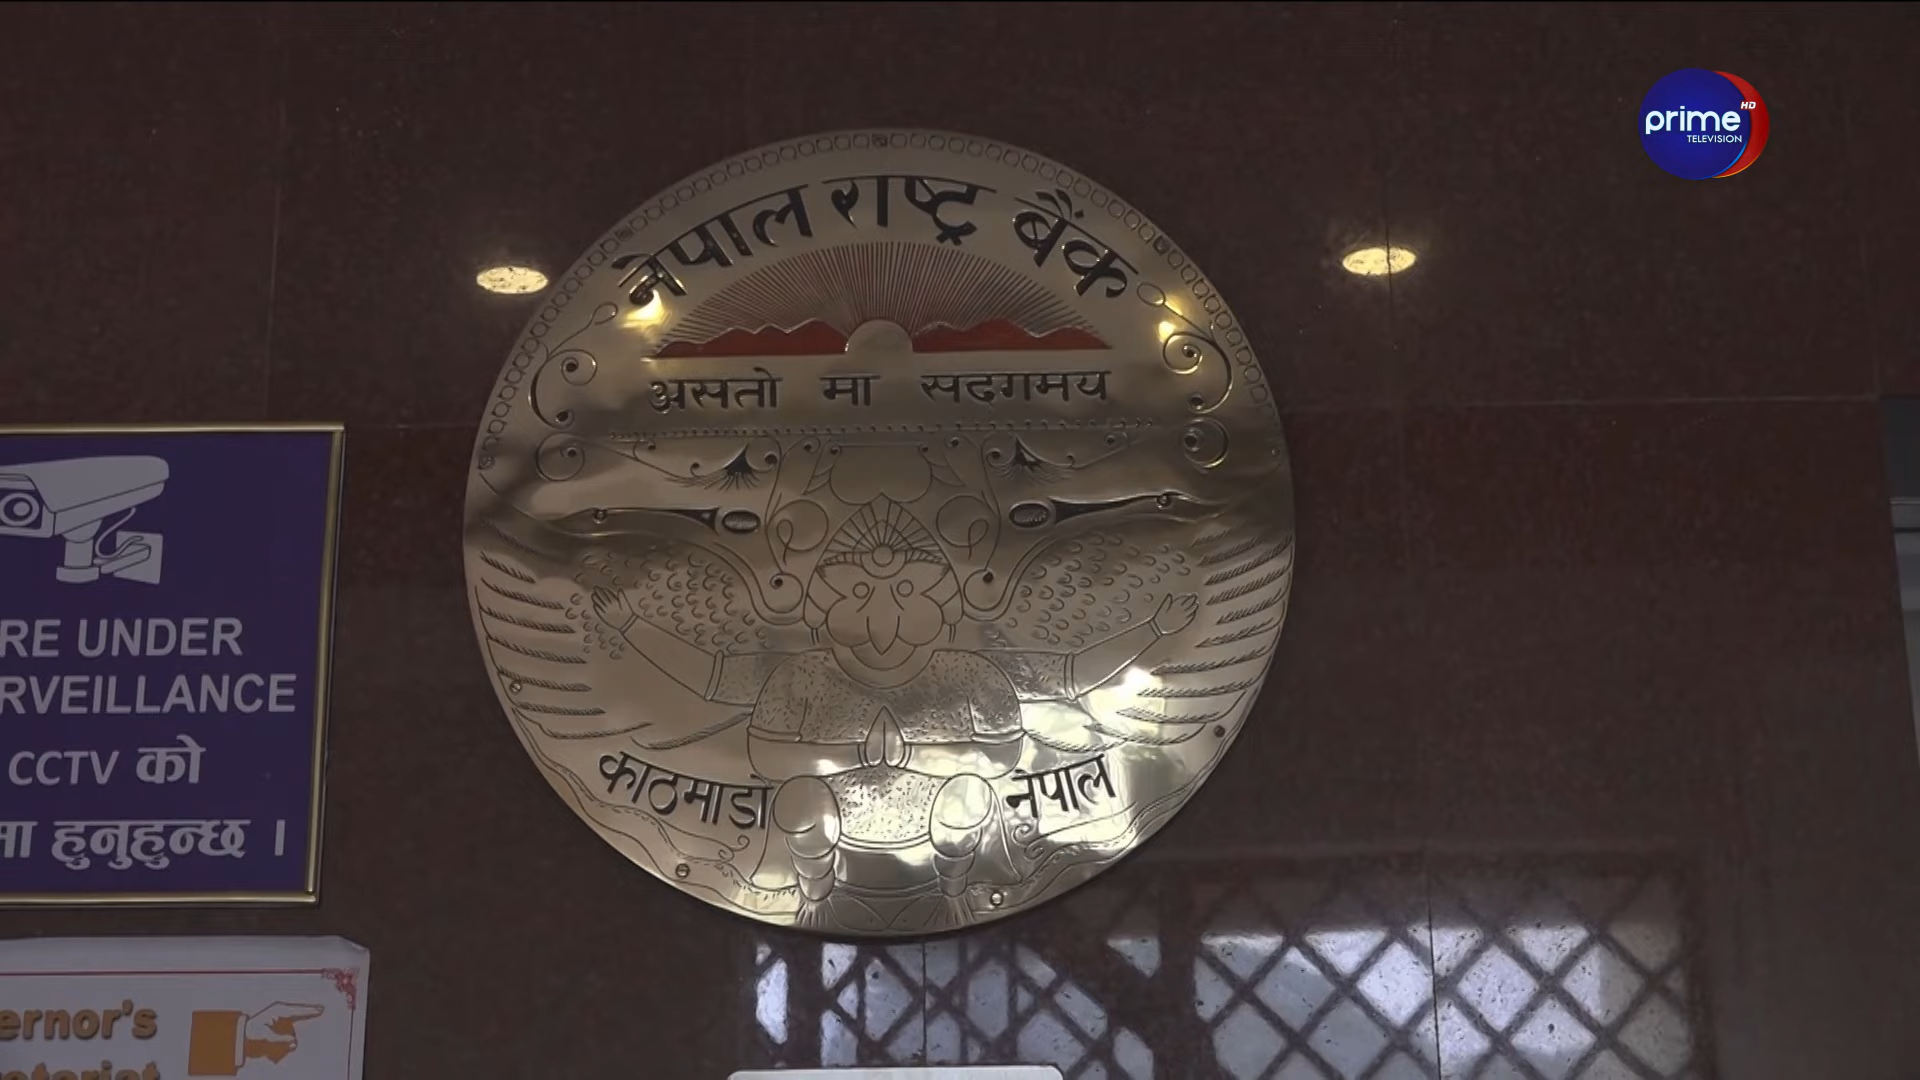 prime HD
TELEVISION
नेपाल राष्ट्र बैंक
असतो मा सदगमय
काठमाडौं
नेपाल
RE UNDER
RVEILLANCE
CCTV को
मा हुनुहुन्छ ।
ernor's